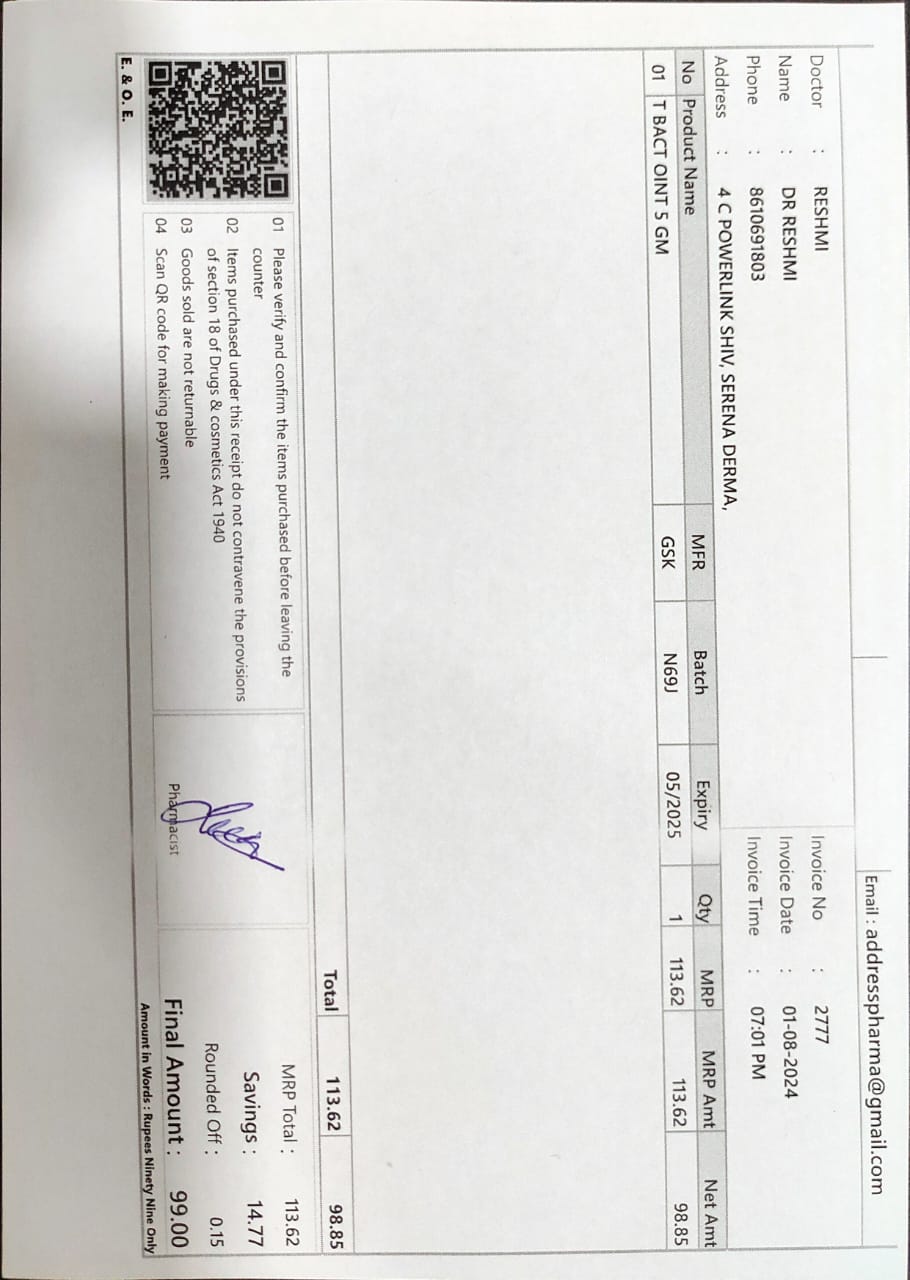 Email : addresspharma@gmail.com
Doctor : RESHMI
Name : DR RESHMI
Phone : 8610691803
Address : 4 C POWERLINK SHIV, SERENA DERMA,
Invoice No : 2777
Invoice Date : 01-08-2024
Invoice Time : 07:01 PM
No Product Name MFR Batch Expiry Qty MRP MRP Amt Net Amt
01 T BACT OINT 5 GM GSK N69J 05/2025 1 113.62 113.62 98.85
Total 113.62 98.85
01 Please verify and confirm the items purchased before leaving the
counter
02 Items purchased under this receipt do not contravene the provisions
of section 18 of Drugs & cosmetics Act 1940
03 Goods sold are not returnable
04 Scan QR code for making payment
Pharmacist
MRP Total : 113.62
Savings : 14.77
Rounded Off : 0.15
Final Amount : 99.00
Amount in Words : Rupees Ninety Nine Only
E. & O. E.